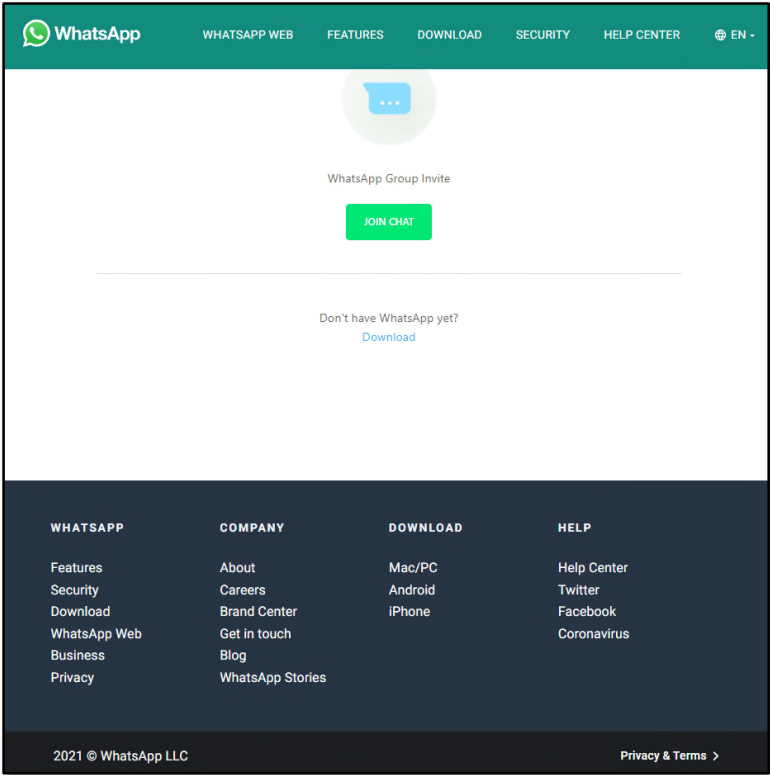 WhatsApp WHATSAPP WEB FEATURES DOWNLOAD SECURITY HELP CENTER EN
WhatsApp Group Invite
JOIN CHAT
Don't have WhatsApp yet?
Download
WHATSAPP COMPANY DOWNLOAD HELP
Features About Mac/PC Help Center
Security Careers Android Twitter
Download Brand Center iPhone Facebook
WhatsApp Web Get in touch Coronavirus
Business Blog
Privacy WhatsApp Stories
2021 © WhatsApp LLC Privacy & Terms